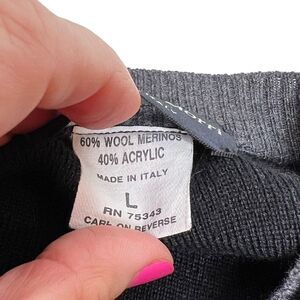 60% WOOL MERINOS
40% ACRYLIC
MADE IN ITALY
L
RN 75343
CARE ON REVERSE